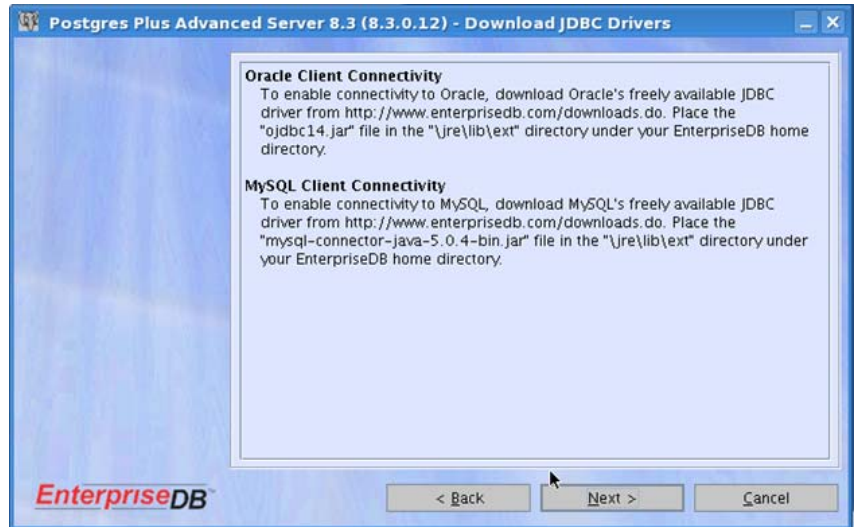 Postgres Plus Advanced Server 8.3 (8.3.0.12) - Download JDBC Drivers
Oracle Client Connectivity
To enable connectivity to Oracle, download Oracle's freely available JDBC
driver from http://www.enterprisedb.com/downloads.do. Place the
"ojdbc14.jar" file in the "\jre\lib\ext" directory under your EnterpriseDB home
directory.
MySQL Client Connectivity
To enable connectivity to MySQL, download MySQL's freely available JDBC
driver from http://www.enterprisedb.com/downloads.do. Place the
"mysql-connector-java-5.0.4-bin.jar" file in the "\jre\lib\ext" directory under
your EnterpriseDB home directory.
EnterpriseDB
< Back
Next >
Cancel